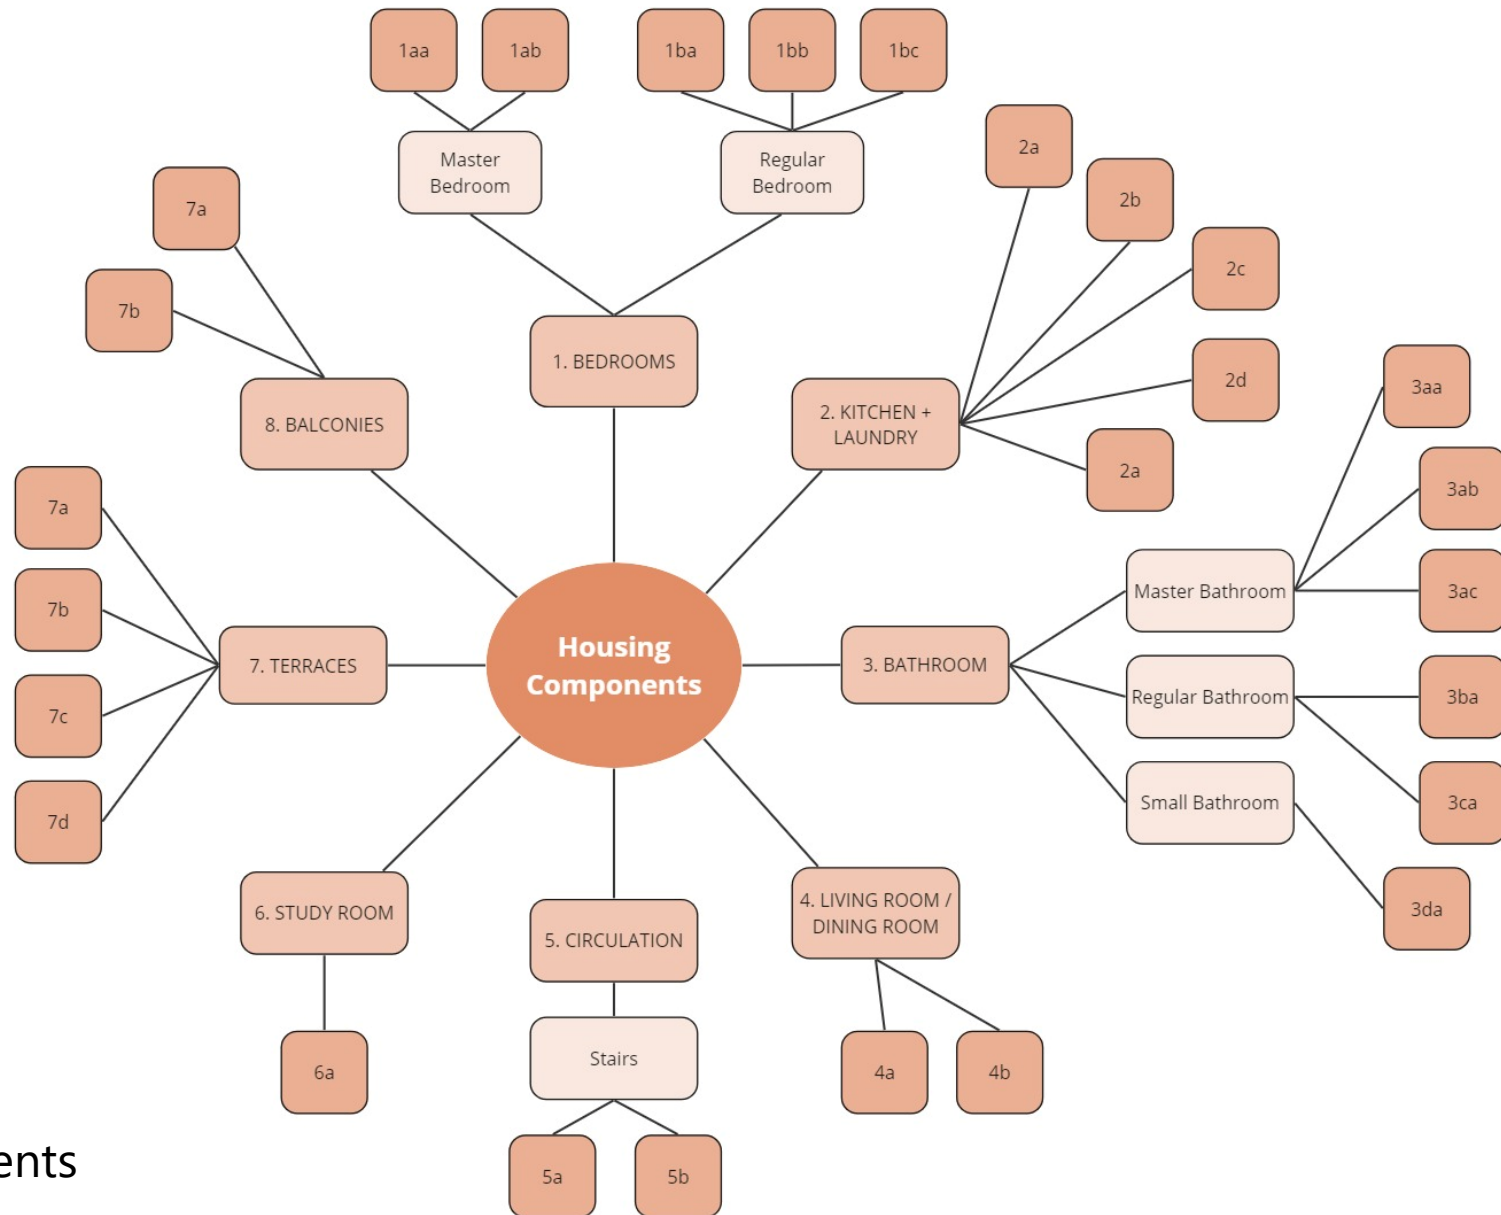 1aa
1ab
1ba
1bb
1bc
Master
Bedroom
Regular
Bedroom
2a
2b
2c
2d
2a
7a
7b
1. BEDROOMS
8. BALCONIES
2. KITCHEN +
LAUNDRY
3aa
3ab
3ac
3ba
3ca
3da
Master Bathroom
Regular Bathroom
Small Bathroom
7a
7b
7c
7d
7. TERRACES
Housing
Components
3. BATHROOM
6. STUDY ROOM
5. CIRCULATION
4. LIVING ROOM /
DINING ROOM
6a
Stairs
4a
4b
5a
5b
ents